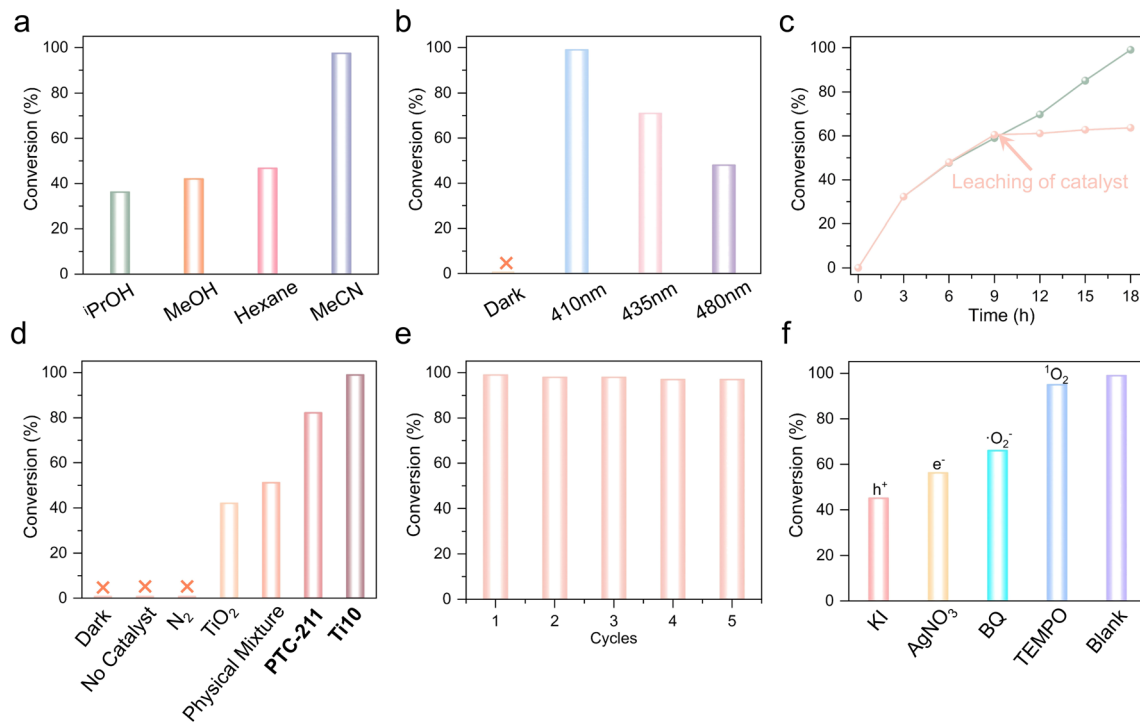 a
Conversion (%)
100
80
60
40
20
0
ⁱPrOH
MeOH
Hexane
MeCN
b
Conversion (%)
100
80
60
40
20
0
Dark
410nm
435nm
480nm
c
Conversion (%)
100
80
60
40
20
0
Leaching of catalyst
0 3 6 9 12 15 18
Time (h)
d
Conversion (%)
100
80
60
40
20
0
Dark
No Catalyst
N₂
TiO₂
Physical Mixture
PTC-211
Ti10
e
Conversion (%)
100
80
60
40
20
0
1 2 3 4 5
Cycles
f
Conversion (%)
100
80
60
40
20
0
h⁺
e⁻
·O₂⁻
¹O₂
KI
AgNO₃
BQ
TEMPO
Blank